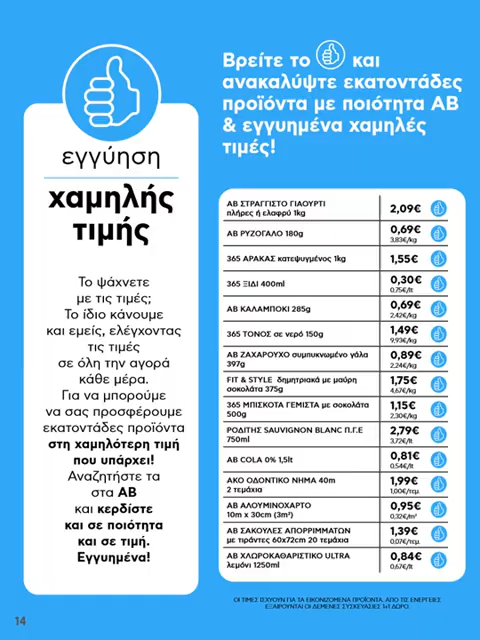 εγγύηση
χαμηλής
τιμής
Το ψάχνετε
με τις τιμές;
Το ίδιο κάνουμε
και εμείς, ελέγχοντας
τις τιμές
σε όλη την αγορά
κάθε μέρα.
Για να μπορούμε
να σας προσφέρουμε
εκατοντάδες προϊόντα
στη χαμηλότερη τιμή
που υπάρχει!
Αναζητήστε τα
στα ΑΒ
και κερδίστε
και σε ποιότητα
και σε τιμή.
Εγγυημένα!
Βρείτε το και
ανακαλύψτε εκατοντάδες
προϊόντα με ποιότητα ΑΒ
& εγγυημένα χαμηλές
τιμές!
ΑΒ ΣΤΡΑΓΓΙΣΤΟ ΓΙΑΟΥΡΤΙ
πλήρες ή ελαφρύ 1kg
2,09€
ΑΒ ΡΥΖΟΓΑΛΟ 180g
0,69€
3,83€/kg
365 ΑΡΑΚΑΣ κατεψυγμένος 1kg
1,55€
365 ΞΙΔΙ 400ml
0,30€
0,75€/lt
ΑΒ ΚΑΛΑΜΠΟΚΙ 285g
0,69€
2,42€/kg
365 ΤΟΝΟΣ σε νερό 150g
1,49€
9,93€/kg
ΑΒ ΖΑΧΑΡΟΥΧΟ συμπυκνωμένο γάλα
397g
0,89€
2,24€/kg
FIT & STYLE δημητριακά με μαύρη
σοκολάτα 375g
1,75€
4,67€/kg
365 ΜΠΙΣΚΟΤΑ ΓΕΜΙΣΤΑ με σοκολάτα
500g
1,15€
2,30€/kg
ΡΟΔΙΤΗΣ SAUVIGNON BLANC Π.Γ.Ε
750ml
2,79€
3,72€/lt
ΑΒ COLA 0% 1,5lt
0,81€
0,54€/lt
AKO ΟΔΟΝΤΙΚΟ ΝΗΜΑ 40m
2 τεμάχια
1,99€
1,00€/τεμ.
ΑΒ ΑΛΟΥΜΙΝΟΧΑΡΤΟ
10m x 30cm (3m²)
0,95€
0,32€/m²
ΑΒ ΣΑΚΟΥΛΕΣ ΑΠΟΡΡΙΜΜΑΤΩΝ
με τιράντες 60x72cm 20 τεμάχια
1,39€
0,07€/τεμ.
ΑΒ ΧΛΩΡΟΚΑΘΑΡΙΣΤΙΚΟ ULTRA
λεμόνι 1250ml
0,84€
0,67€/lt
ΟΙ ΤΙΜΕΣ ΙΣΧΥΟΥΝ ΓΙΑ ΤΑ ΕΙΚΟΝΙΖΟΜΕΝΑ ΠΡΟΪΟΝΤΑ. ΑΠΟ ΤΙΣ ΕΝΕΡΓΕΙΕΣ
ΕΞΑΙΡΟΥΝΤΑΙ ΟΙ ΔΕΜΕΝΕΣ ΣΥΣΚΕΥΑΣΙΕΣ 1+1 ΔΩΡΟ.
14